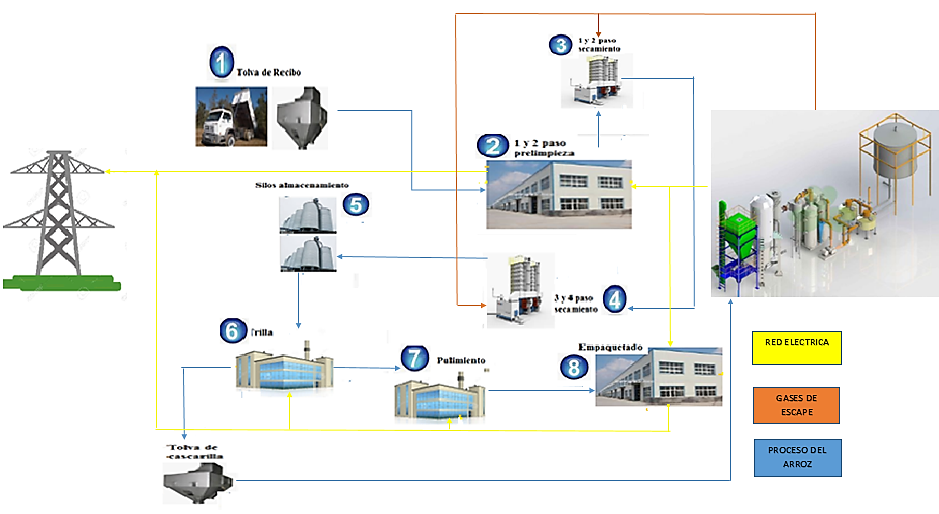 1
Tolva de Recibo
3
1 y 2 paso
secamiento
2
1 y 2 paso
prelimpieza
Silos almacenamiento
5
3 y 4 paso
secamiento
4
6
Trilla
7
Pulimiento
Empaquetado
8
Tolva de
cascarilla
RED ELECTRICA
GASES DE
ESCAPE
PROCESO DEL
ARROZ